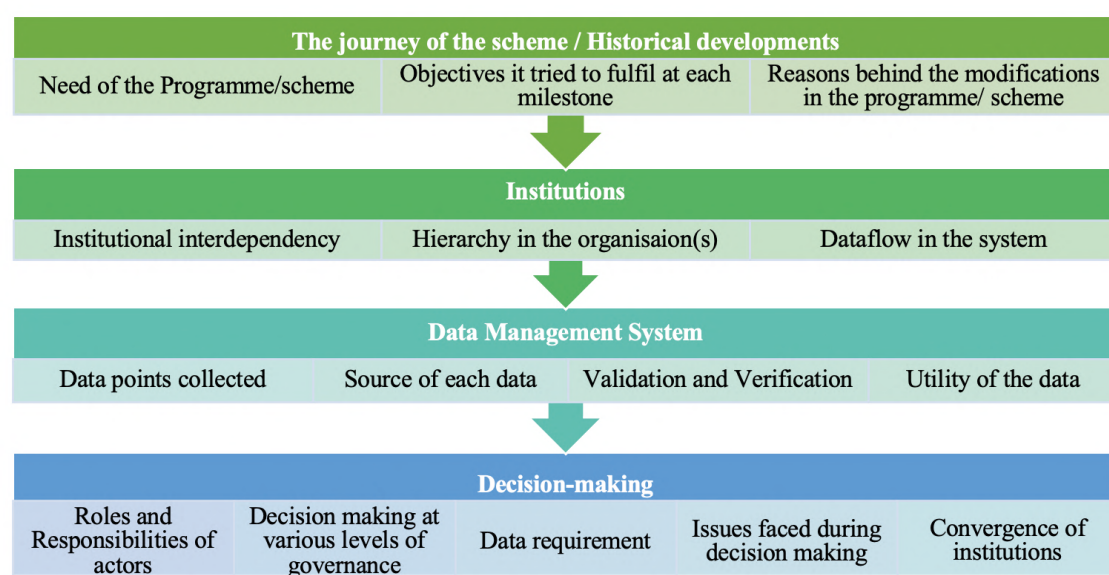 The journey of the scheme / Historical developments
Need of the Programme/scheme
Objectives it tried to fulfil at each
milestone
Reasons behind the modifications
in the programme/ scheme
Institutions
Institutional interdependency
Hierarchy in the organisaion(s)
Dataflow in the system
Data Management System
Data points collected
Source of each data
Validation and Verification
Utility of the data
Decision-making
Roles and
Responsibilities of
actors
Decision making at
various levels of
governance
Data requirement
Issues faced during
decision making
Convergence of
institutions